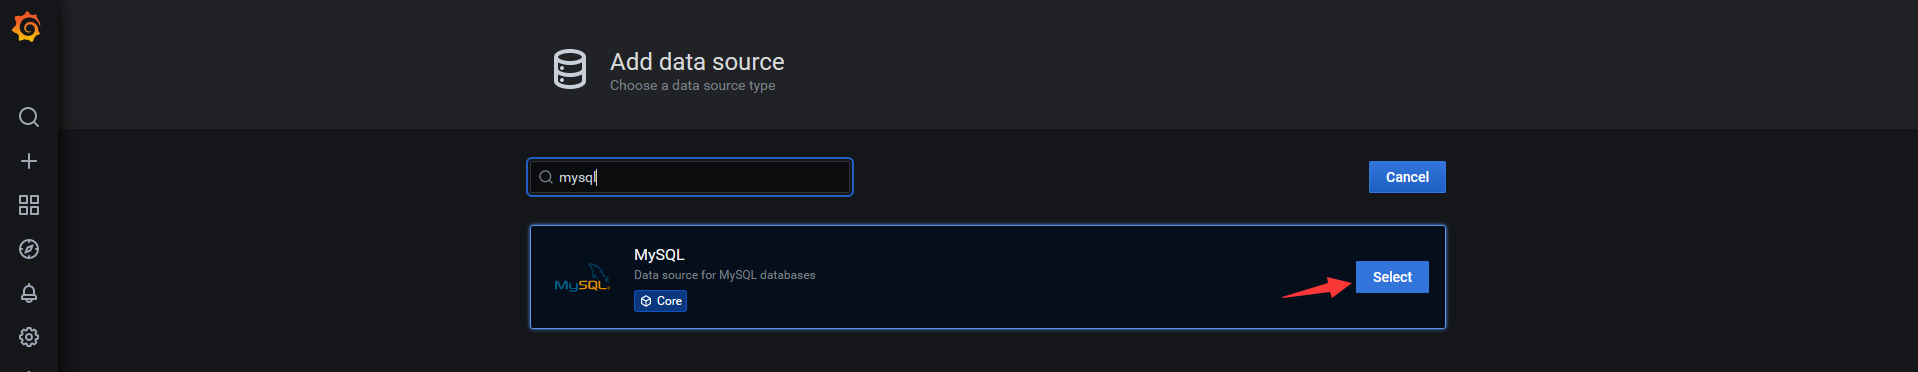 Add data source
Choose a data source type
mysql
Cancel
MySQL
Data source for MySQL databases
MySQL
Core
Select